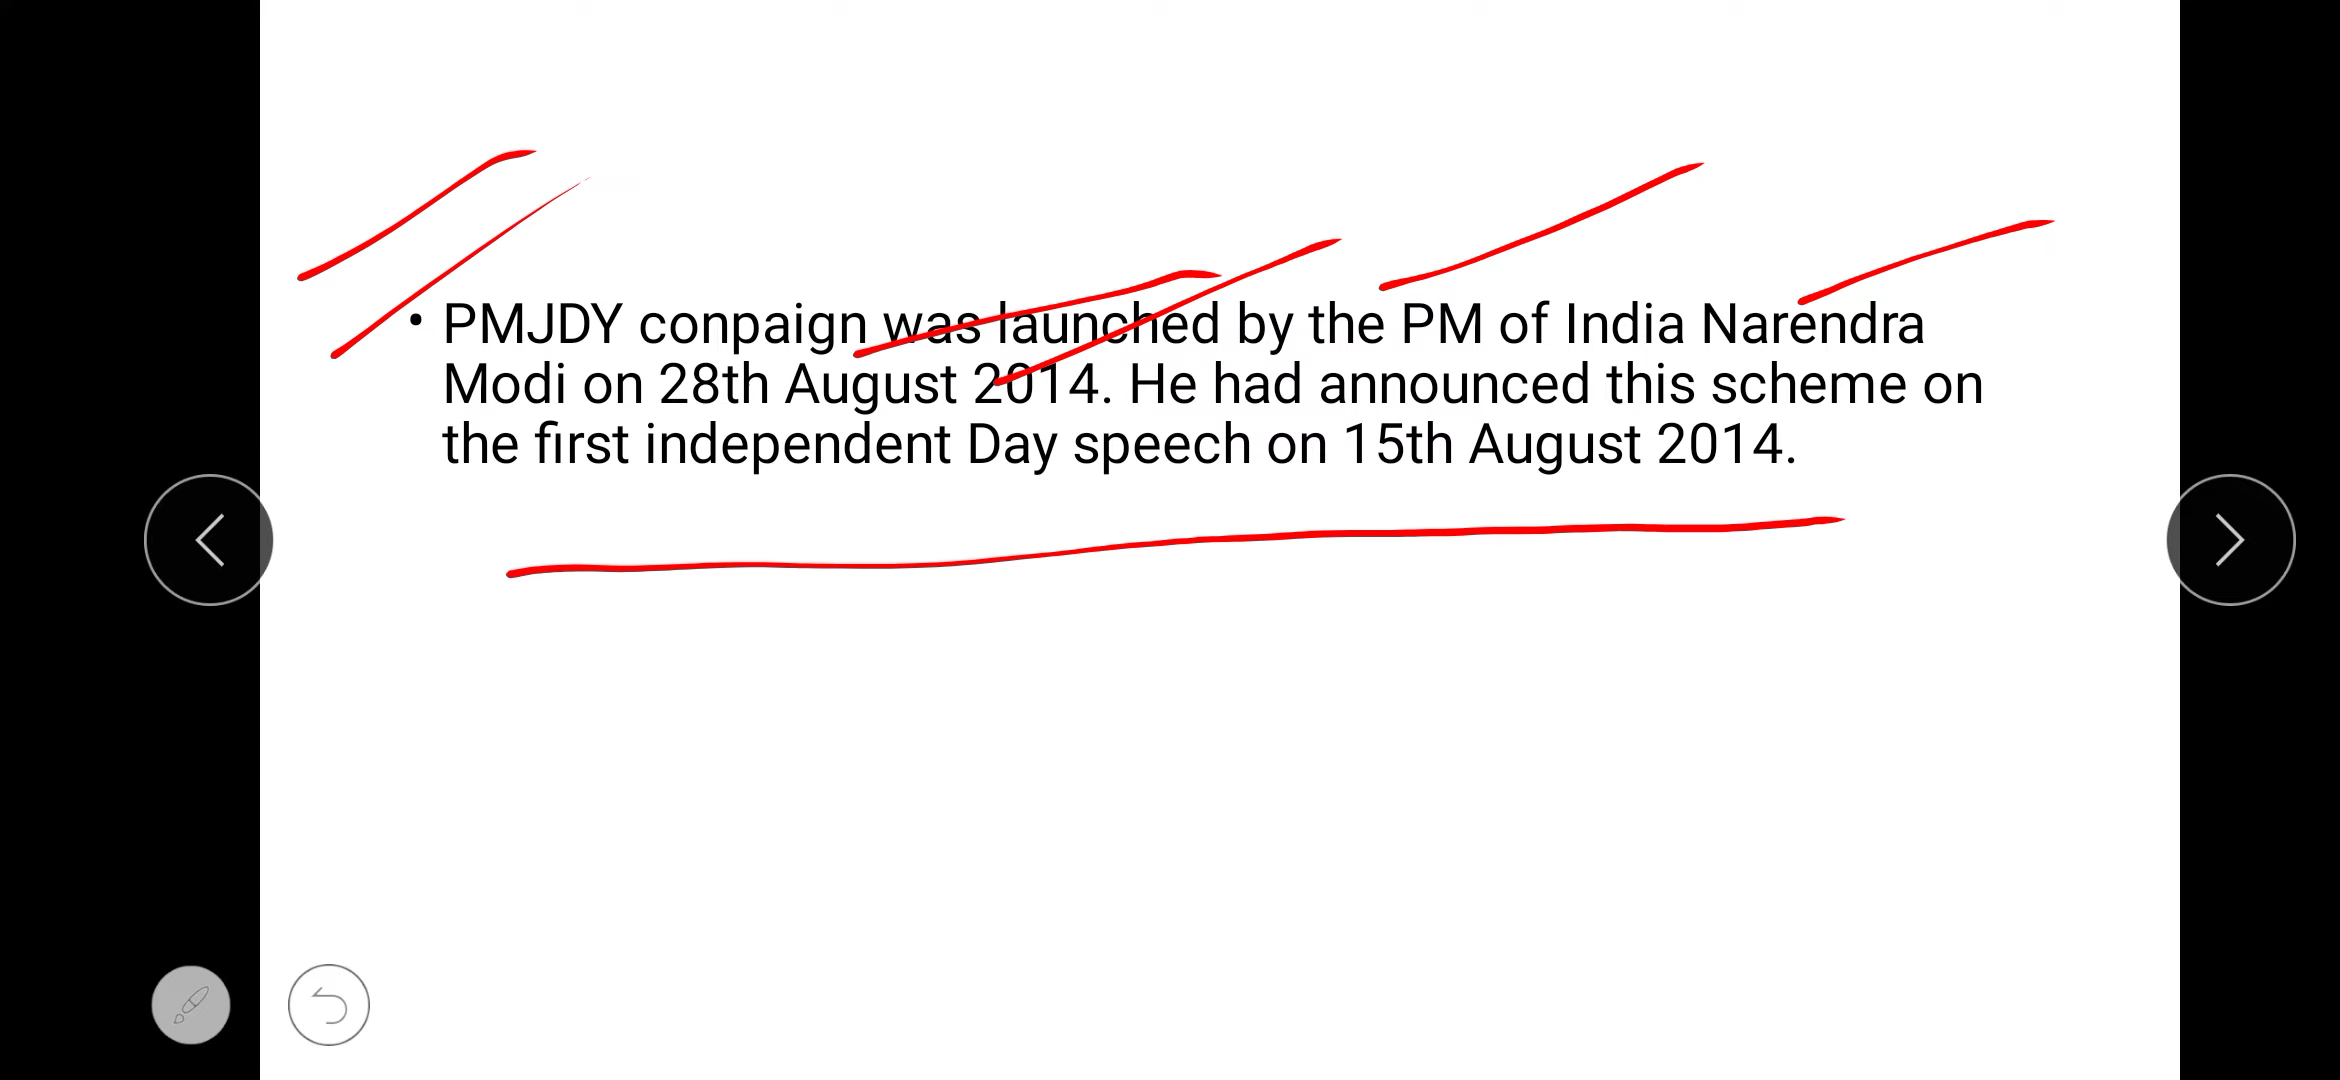 • PMJDY conpaign was launched by the PM of India Narendra
Modi on 28th August 2014. He had announced this scheme on
the first independent Day speech on 15th August 2014.